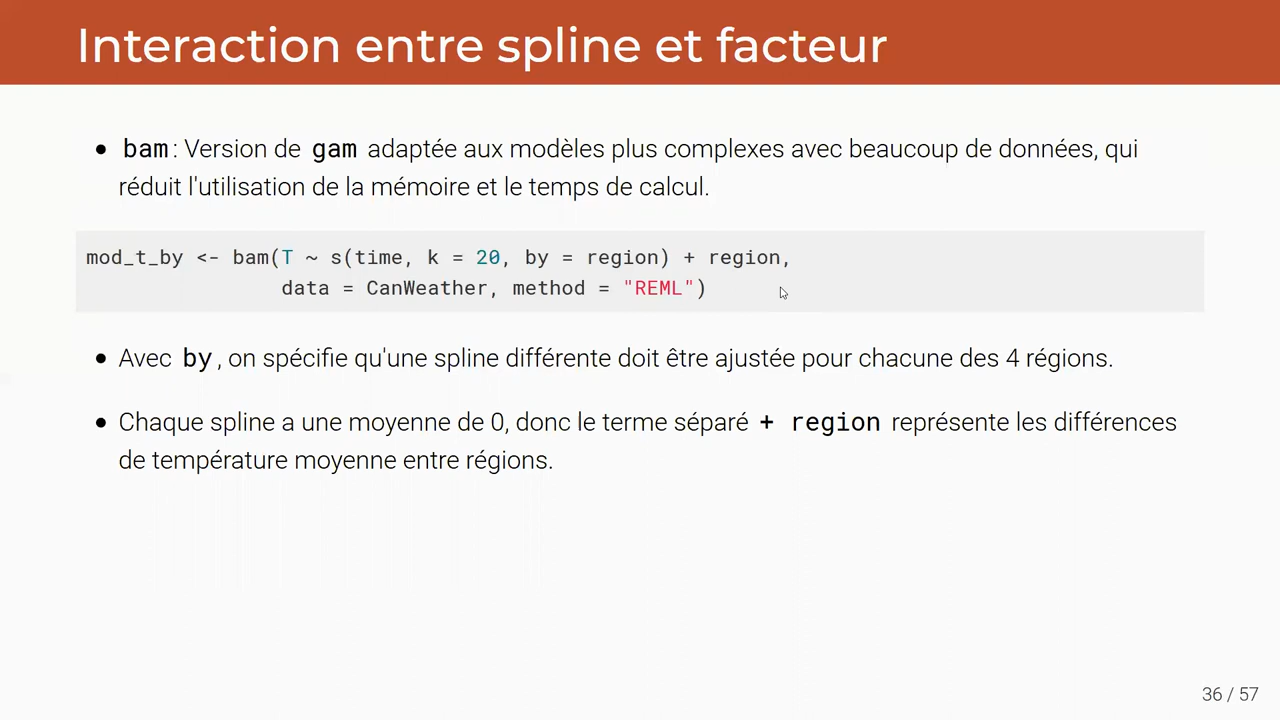 Interaction entre spline et facteur
• bam: Version de gam adaptée aux modèles plus complexes avec beaucoup de données, qui
réduit l'utilisation de la mémoire et le temps de calcul.
mod_t_by <- bam(T ~ s(time, k = 20, by = region) + region,
data = CanWeather, method = "REML")
• Avec by, on spécifie qu'une spline différente doit être ajustée pour chacune des 4 régions.
• Chaque spline a une moyenne de 0, donc le terme séparé + region représente les différences
de température moyenne entre régions.
36 / 57